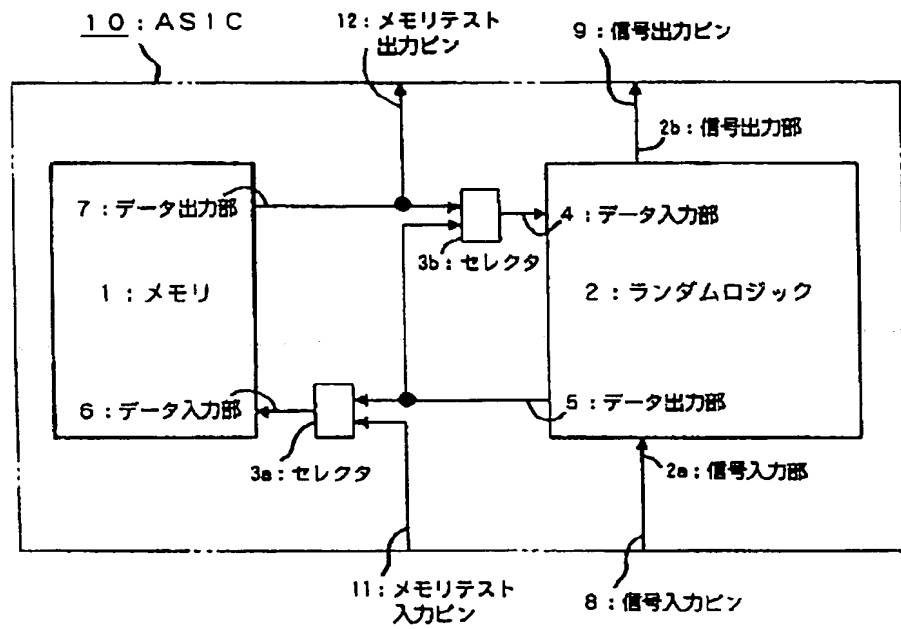 10：ASIC
12：メモリテスト
出力ピン
9：信号出力ピン
2b：信号出力部
7：データ出力部
4：データ入力部
3b：セレクタ
1：メモリ
2：ランダムロジック
6：データ入力部
5：データ出力部
3a：セレクタ
2a：信号入力部
11：メモリテスト
入力ピン
8：信号入力ピン